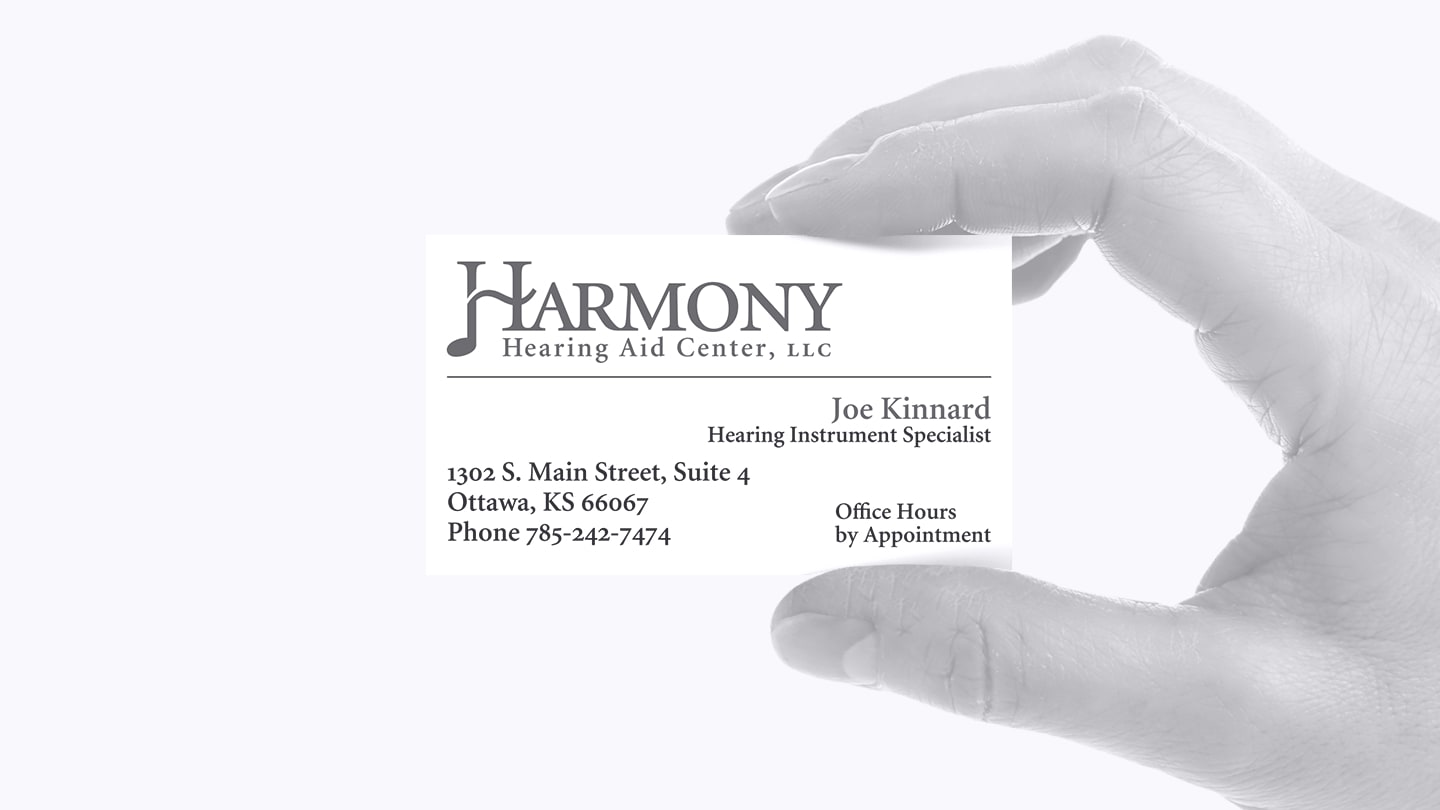 HARMONY
Hearing Aid Center, LLC
Joe Kinnard
Hearing Instrument Specialist
1302 S. Main Street, Suite 4
Ottawa, KS 66067
Phone 785-242-7474
Office Hours
by Appointment